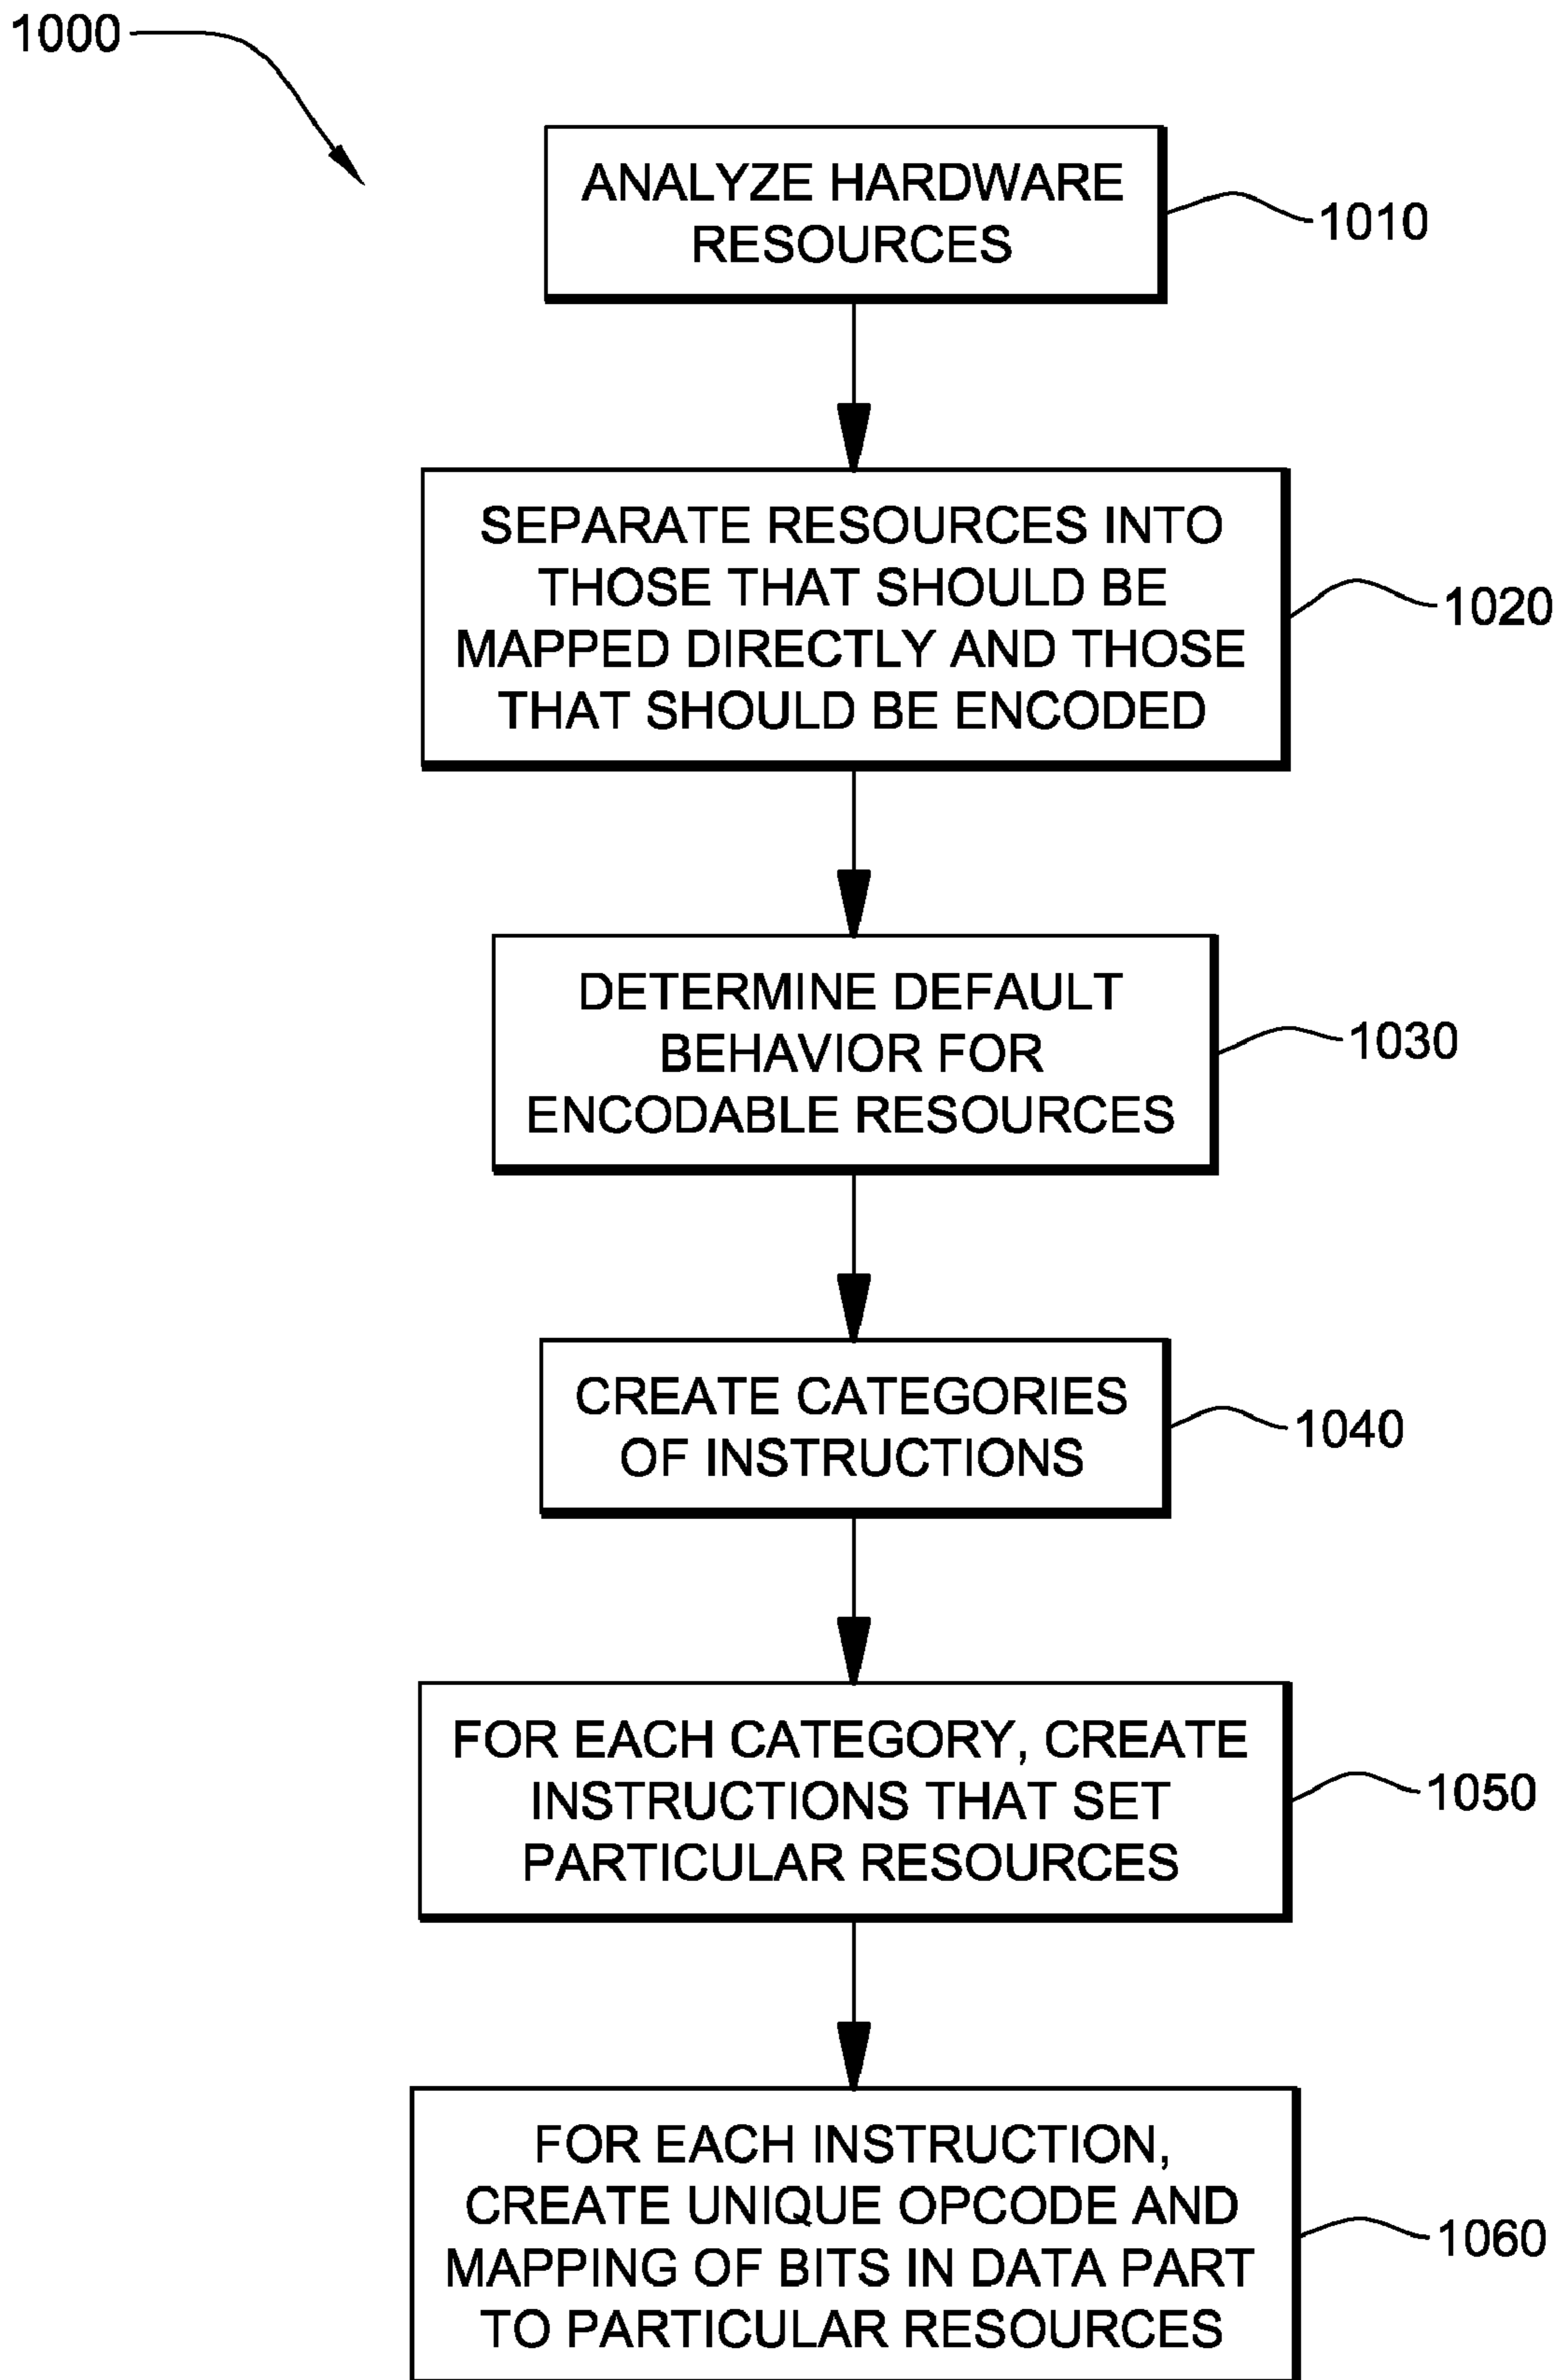 1000
ANALYZE HARDWARE
RESOURCES
1010
SEPARATE RESOURCES INTO
THOSE THAT SHOULD BE
MAPPED DIRECTLY AND THOSE
THAT SHOULD BE ENCODED
1020
DETERMINE DEFAULT
BEHAVIOR FOR
ENCODABLE RESOURCES
1030
CREATE CATEGORIES
OF INSTRUCTIONS
1040
FOR EACH CATEGORY, CREATE
INSTRUCTIONS THAT SET
PARTICULAR RESOURCES
1050
FOR EACH INSTRUCTION,
CREATE UNIQUE OPCODE AND
MAPPING OF BITS IN DATA PART
TO PARTICULAR RESOURCES
1060